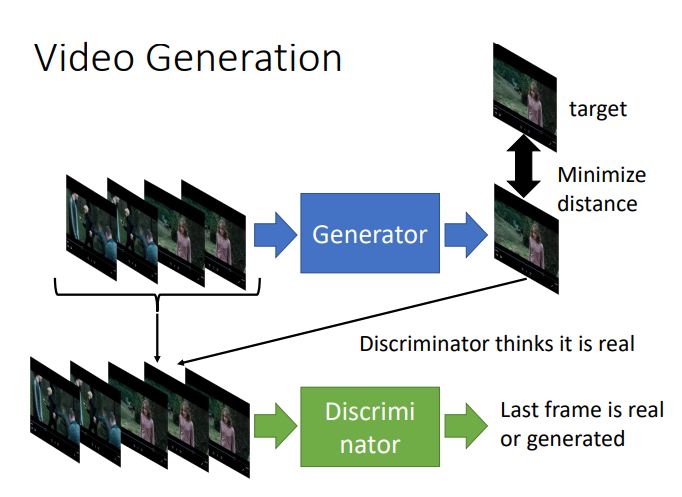 Video Generation
target
Minimize
distance
Generator
Discriminator thinks it is real
Discrimi
nator
Last frame is real
or generated